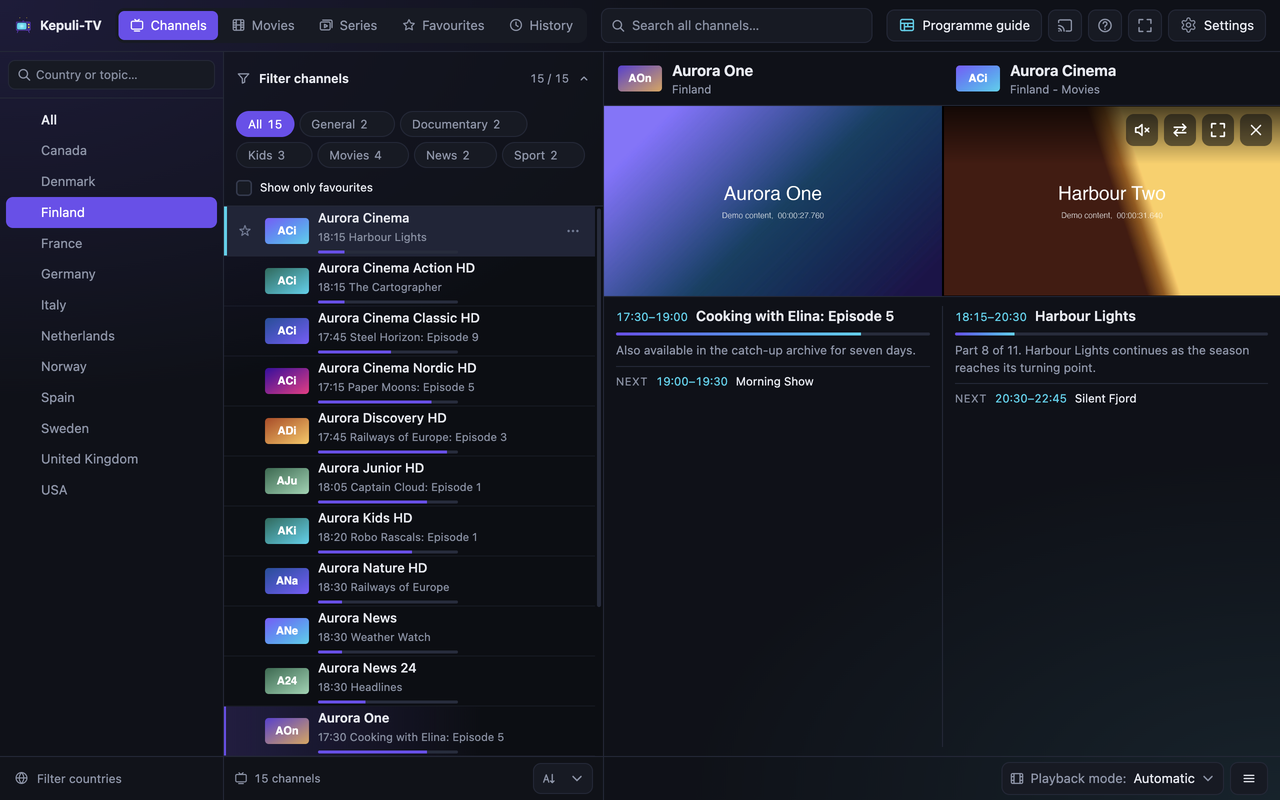 Kepuli-TV
Channels
Movies
Series
Favourites
History
Search all channels...
Programme guide
Settings
Country or topic...
All
Canada
Denmark
Finland
France
Germany
Italy
Netherlands
Norway
Spain
Sweden
United Kingdom
USA
Filter countries
Filter channels
15 / 15
All 15
General 2
Documentary 2
Kids 3
Movies 4
News 2
Sport 2
Show only favourites
ACi
Aurora Cinema
18:15 Harbour Lights
ACi
Aurora Cinema Action HD
18:15 The Cartographer
ACi
Aurora Cinema Classic HD
17:45 Steel Horizon: Episode 9
ACi
Aurora Cinema Nordic HD
17:15 Paper Moons: Episode 5
ADi
Aurora Discovery HD
17:45 Railways of Europe: Episode 3
AJu
Aurora Junior HD
18:05 Captain Cloud: Episode 1
AKi
Aurora Kids HD
18:20 Robo Rascals: Episode 1
ANa
Aurora Nature HD
18:30 Railways of Europe
ANe
Aurora News
18:30 Weather Watch
A24
Aurora News 24
18:30 Headlines
AOn
Aurora One
17:30 Cooking with Elina: Episode 5
15 channels
AOn
Aurora One
Finland
Aurora One
Demo content, 00:00:27.760
17:30–19:00 Cooking with Elina: Episode 5
Also available in the catch-up archive for seven days.
NEXT 19:00–19:30 Morning Show
ACi
Aurora Cinema
Finland - Movies
Harbour Two
Demo content, 00:00:31.640
18:15–20:30 Harbour Lights
Part 8 of 11. Harbour Lights continues as the season
reaches its turning point.
NEXT 20:30–22:45 Silent Fjord
Playback mode: Automatic